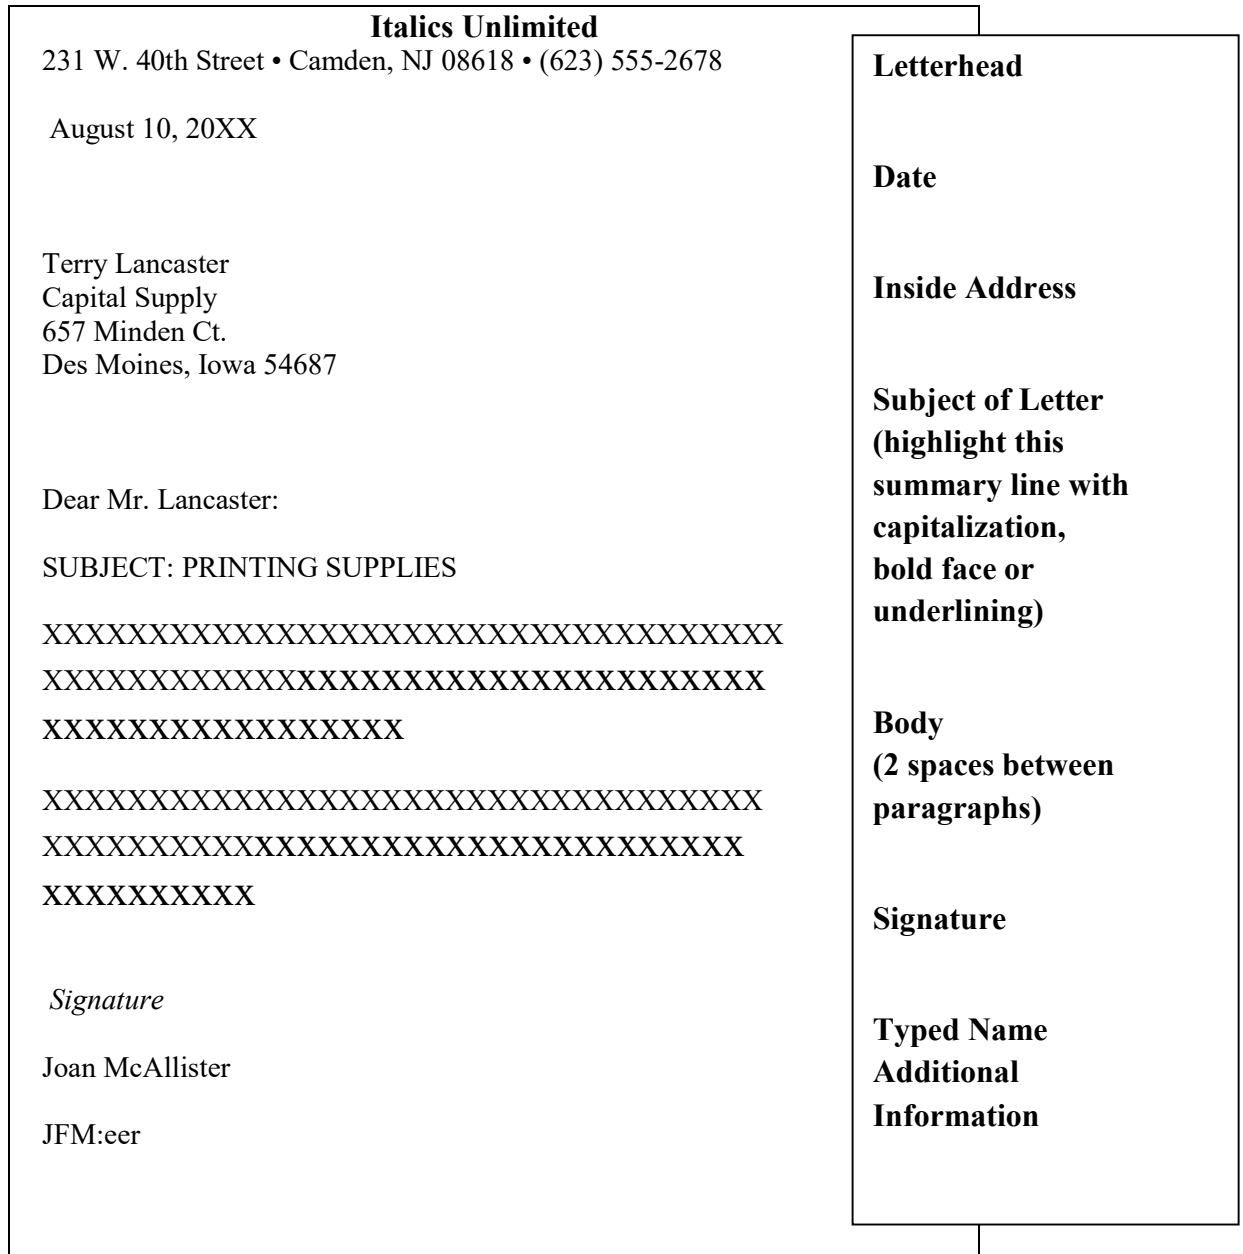 Italics Unlimited
231 W. 40th Street • Camden, NJ 08618 • (623) 555-2678
August 10, 20XX
Terry Lancaster
Capital Supply
657 Minden Ct.
Des Moines, Iowa 54687
Dear Mr. Lancaster:
SUBJECT: PRINTING SUPPLIES
XXXXXXXXXXXXXXXXXXXXXXXXXXXXXXXXXXX
XXXXXXXXXXXXXXXXXXXXXXXXXXXXXXXXXX
XXXXXXXXXXXXXXXXX
XXXXXXXXXXXXXXXXXXXXXXXXXXXXXXXXXX
XXXXXXXXXXXXXXXXXXXXXXXXXXXXXXXXX
XXXXXXXXXX
Signature
Joan McAllister
JFM:eer
Letterhead
Date
Inside Address
Subject of Letter
(highlight this
summary line with
capitalization,
bold face or
underlining)
Body
(2 spaces between
paragraphs)
Signature
Typed Name
Additional
Information